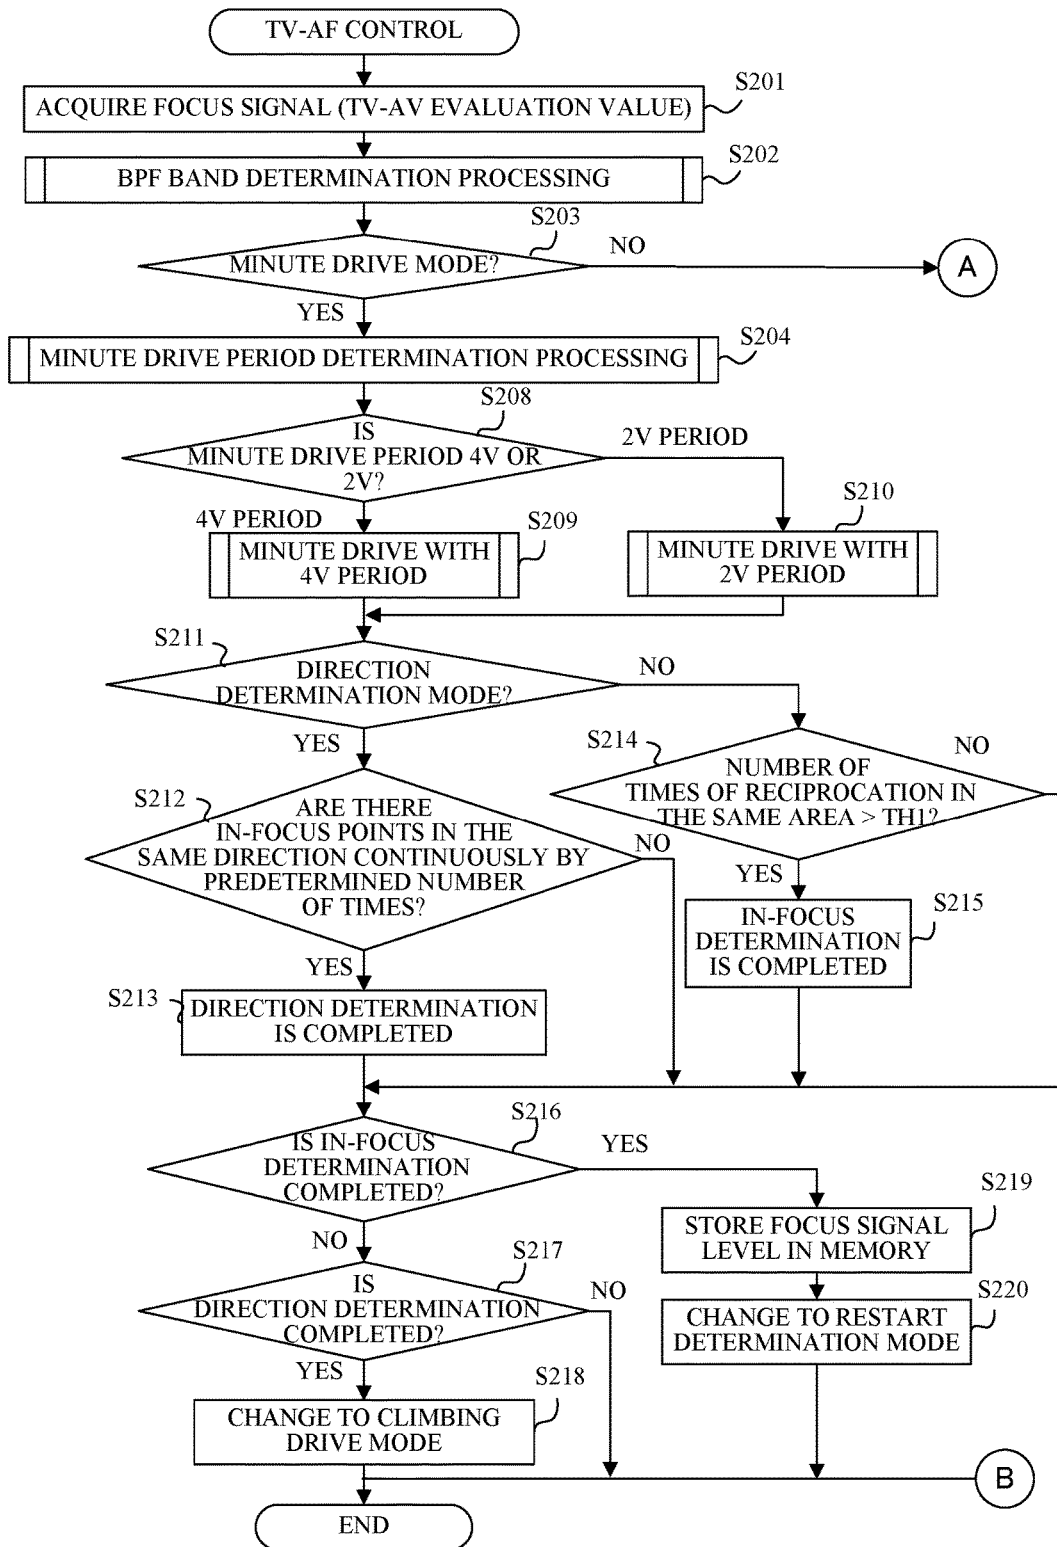 TV-AF CONTROL
S201
ACQUIRE FOCUS SIGNAL (TV-AV EVALUATION VALUE)
S202
BPF BAND DETERMINATION PROCESSING
S203
NO
MINUTE DRIVE MODE?
A
YES
S204
MINUTE DRIVE PERIOD DETERMINATION PROCESSING
S208
IS
MINUTE DRIVE PERIOD 4V OR
2V?
2V PERIOD
4V PERIOD
S209
MINUTE DRIVE WITH
4V PERIOD
S210
MINUTE DRIVE WITH
2V PERIOD
S211
DIRECTION
DETERMINATION MODE?
NO
YES
S214
NO
NUMBER OF
TIMES OF RECIPROCATION IN
THE SAME AREA > TH1?
S212
ARE THERE
IN-FOCUS POINTS IN THE
SAME DIRECTION CONTINUOUSLY BY
PREDETERMINED NUMBER
OF TIMES?
NO
YES
S215
IN-FOCUS
DETERMINATION
IS COMPLETED
YES
S213
DIRECTION DETERMINATION
IS COMPLETED
S216
IS IN-FOCUS
DETERMINATION
COMPLETED?
YES
S219
STORE FOCUS SIGNAL
LEVEL IN MEMORY
NO
S217
IS
DIRECTION DETERMINATION
COMPLETED?
NO
S220
CHANGE TO RESTART
DETERMINATION MODE
YES
S218
CHANGE TO CLIMBING
DRIVE MODE
B
END